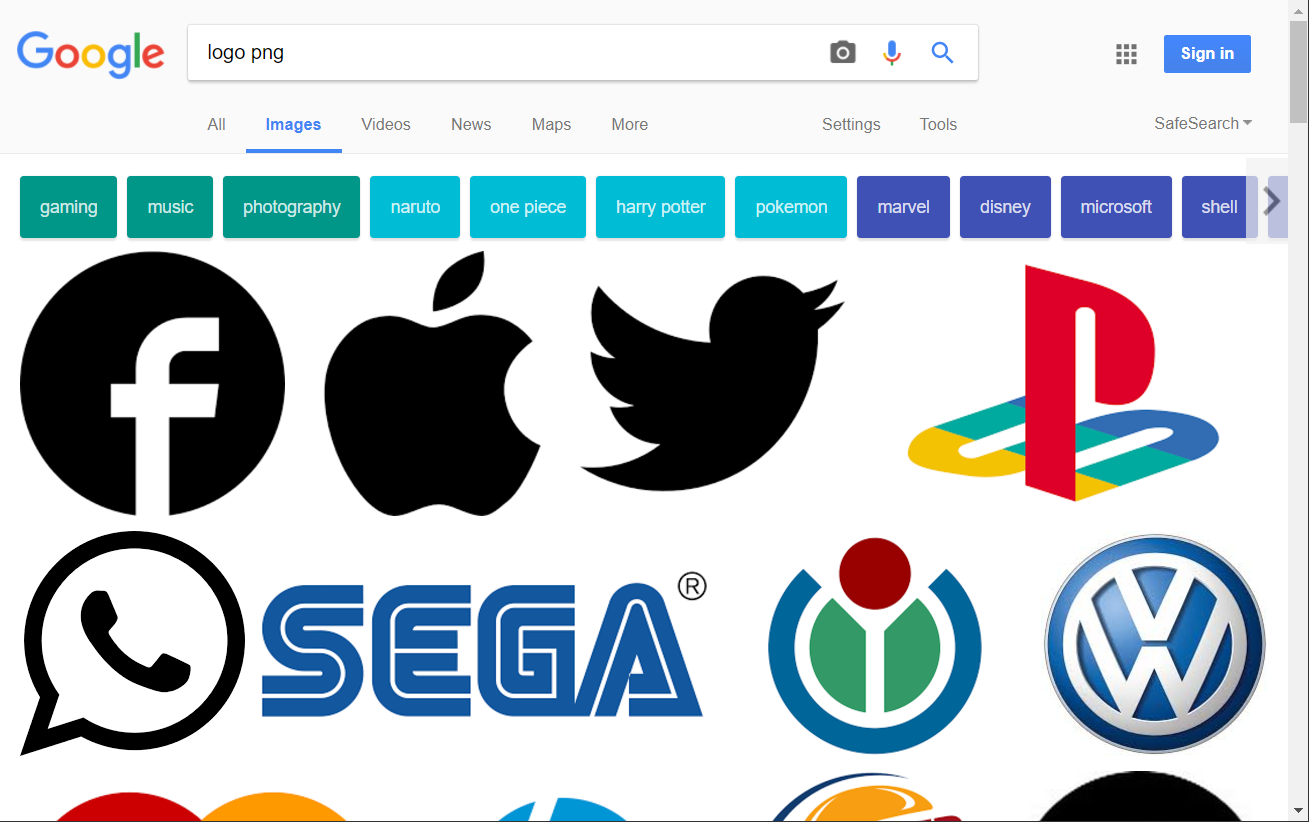 Google
logo png
Sign in
All Images Videos News Maps More Settings Tools SafeSearch
gaming music photography naruto one piece harry potter pokemon marvel disney microsoft shell
f
SEGA®
VW